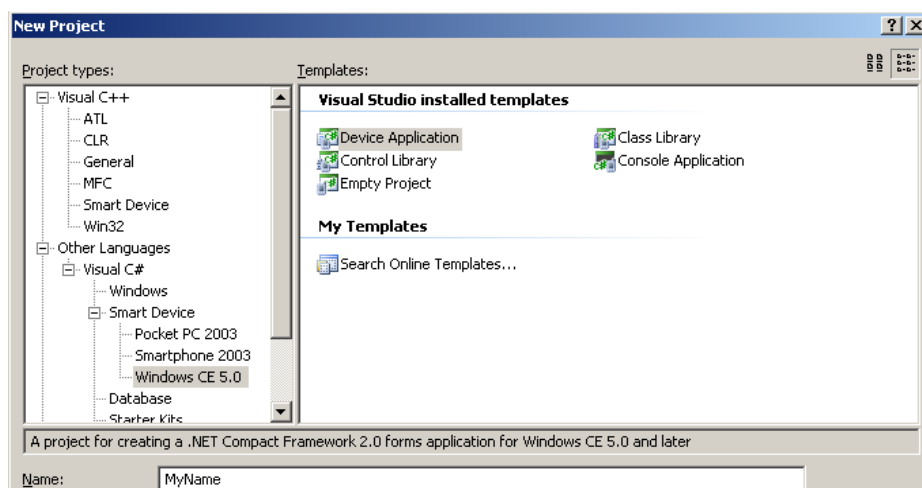 New Project
Project types:
Templates:
Visual C++
ATL
CLR
General
MFC
Smart Device
Win32
Other Languages
Visual C#
Windows
Smart Device
Pocket PC 2003
Smartphone 2003
Windows CE 5.0
Database
Starter Kits
Visual Studio installed templates
Device Application
Class Library
Control Library
Console Application
Empty Project
My Templates
Search Online Templates...
A project for creating a .NET Compact Framework 2.0 forms application for Windows CE 5.0 and later
Name: MyName